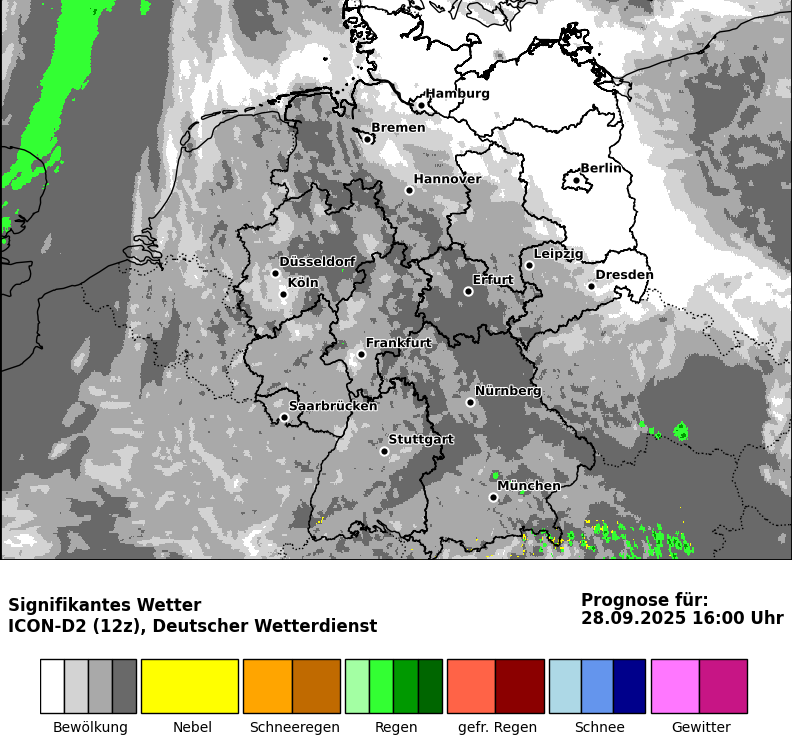 Hamburg
Bremen
Berlin
Hannover
Leipzig
Düsseldorf
Dresden
Erfurt
Köln
Frankfurt
Nürnberg
Saarbrücken
Stuttgart
München
Signifikantes Wetter
ICON-D2 (12z), Deutscher Wetterdienst
Prognose für:
28.09.2025 16:00 Uhr
Bewölkung
Nebel
Schneeregen
Regen
gefr. Regen
Schnee
Gewitter